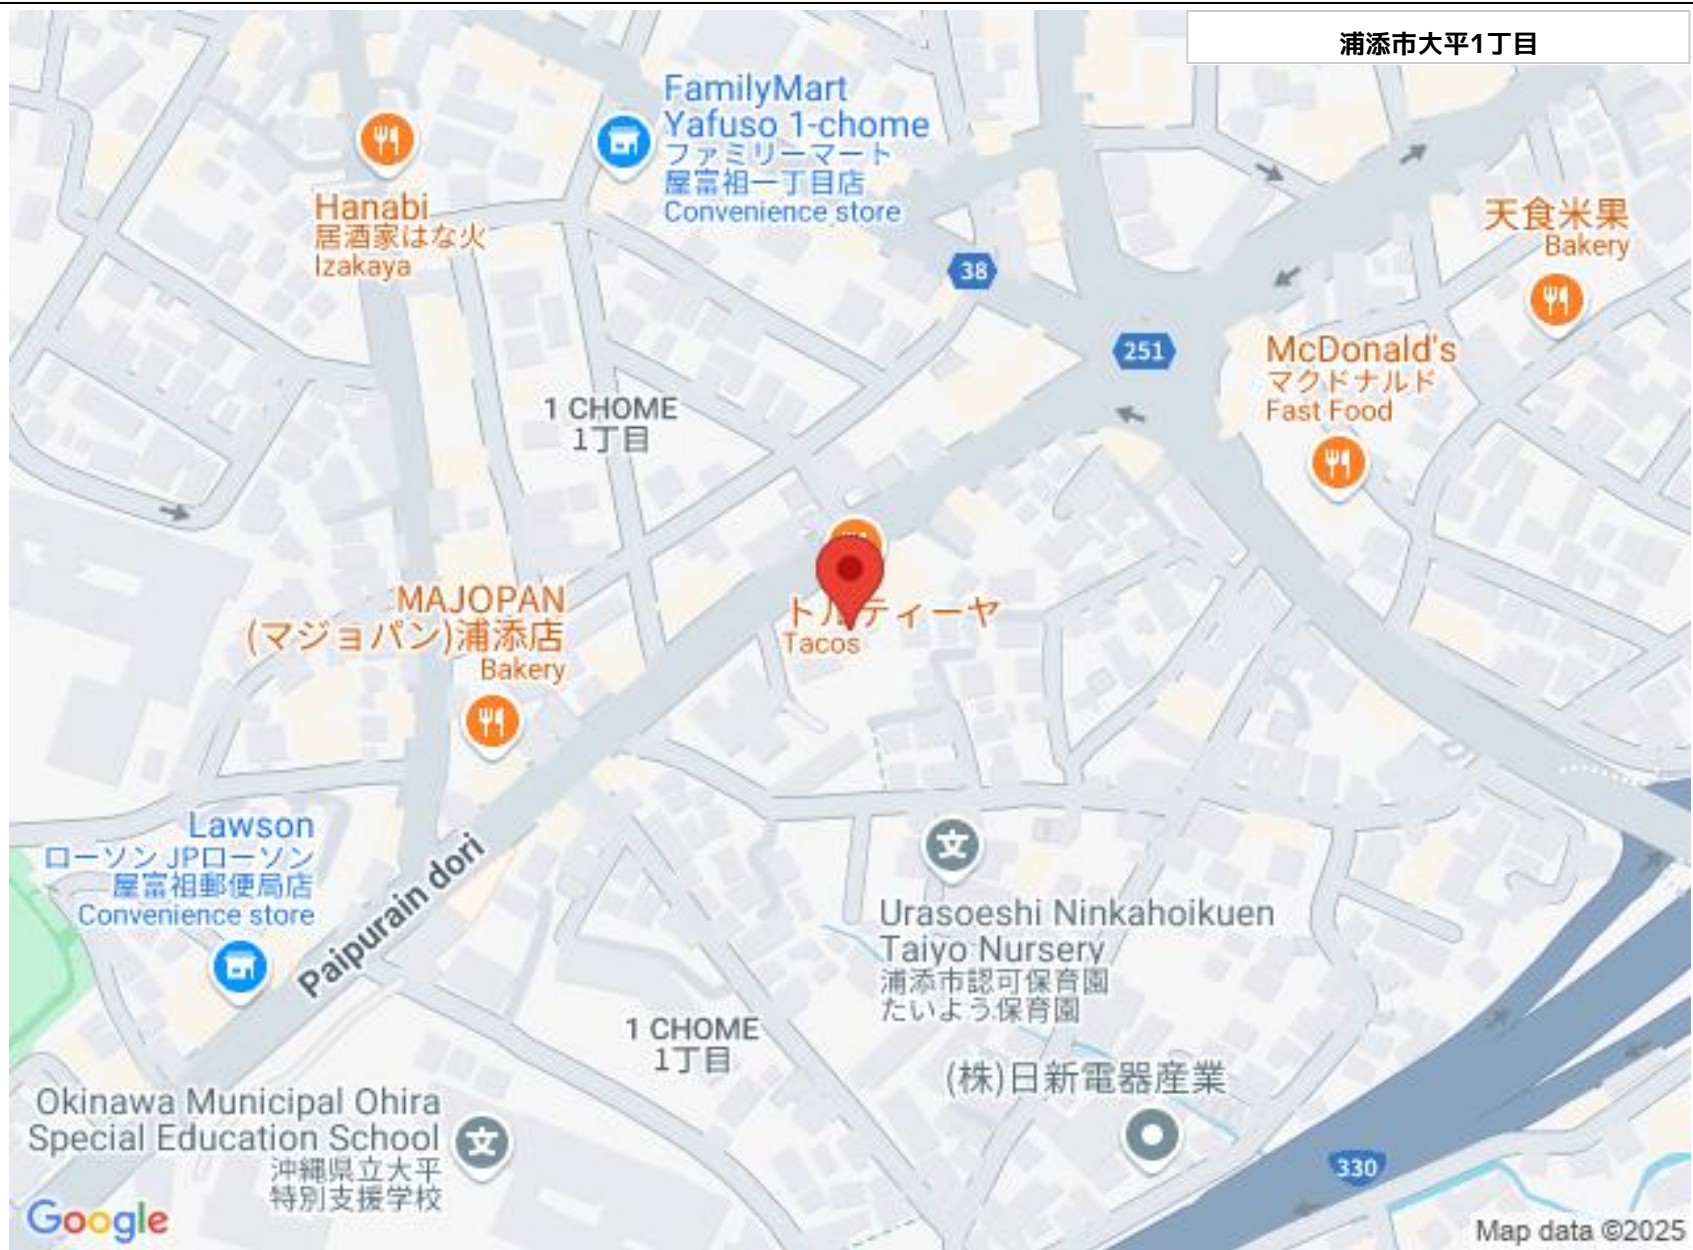 浦添市大平1丁目
FamilyMart
Yafuso 1-chome
ファミリーマート
屋富祖一丁目店
Convenience store
Hanabi
居酒家はな火
Izakaya
天食米果
Bakery
38
251
McDonald's
マクドナルド
Fast Food
1 CHOME
1丁目
MAJOPAN
(マジョパン)浦添店
Bakery
トルティーヤ
Tacos
Lawson
ローソン JPローソン
屋富祖郵便局店
Convenience store
Paipurain dori
Urasoeshi Ninkahoikuen
Taiyo Nursery
浦添市認可保育園
たいよう保育園
1 CHOME
1丁目
(株)日新電器産業
Okinawa Municipal Ohira
Special Education School
沖縄県立大平
特別支援学校
文
文
330
Google
Map data ©2025